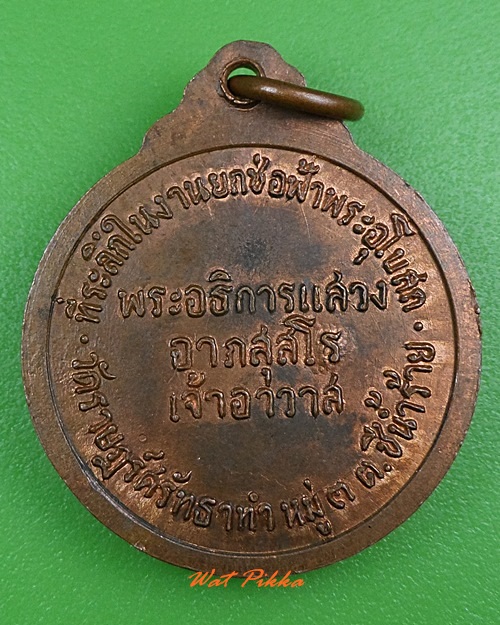 ที่ระลึกในงานยกช่อฟ้าพระอุโบสถ
พระอธิการแสวง
อาภสฺสโร
เจ้าอาวาส
• วัดราษฎร์ศรัทธาทำ หมู่ ๓ ต.ชีน้ำร้าย •
Wat Pikka